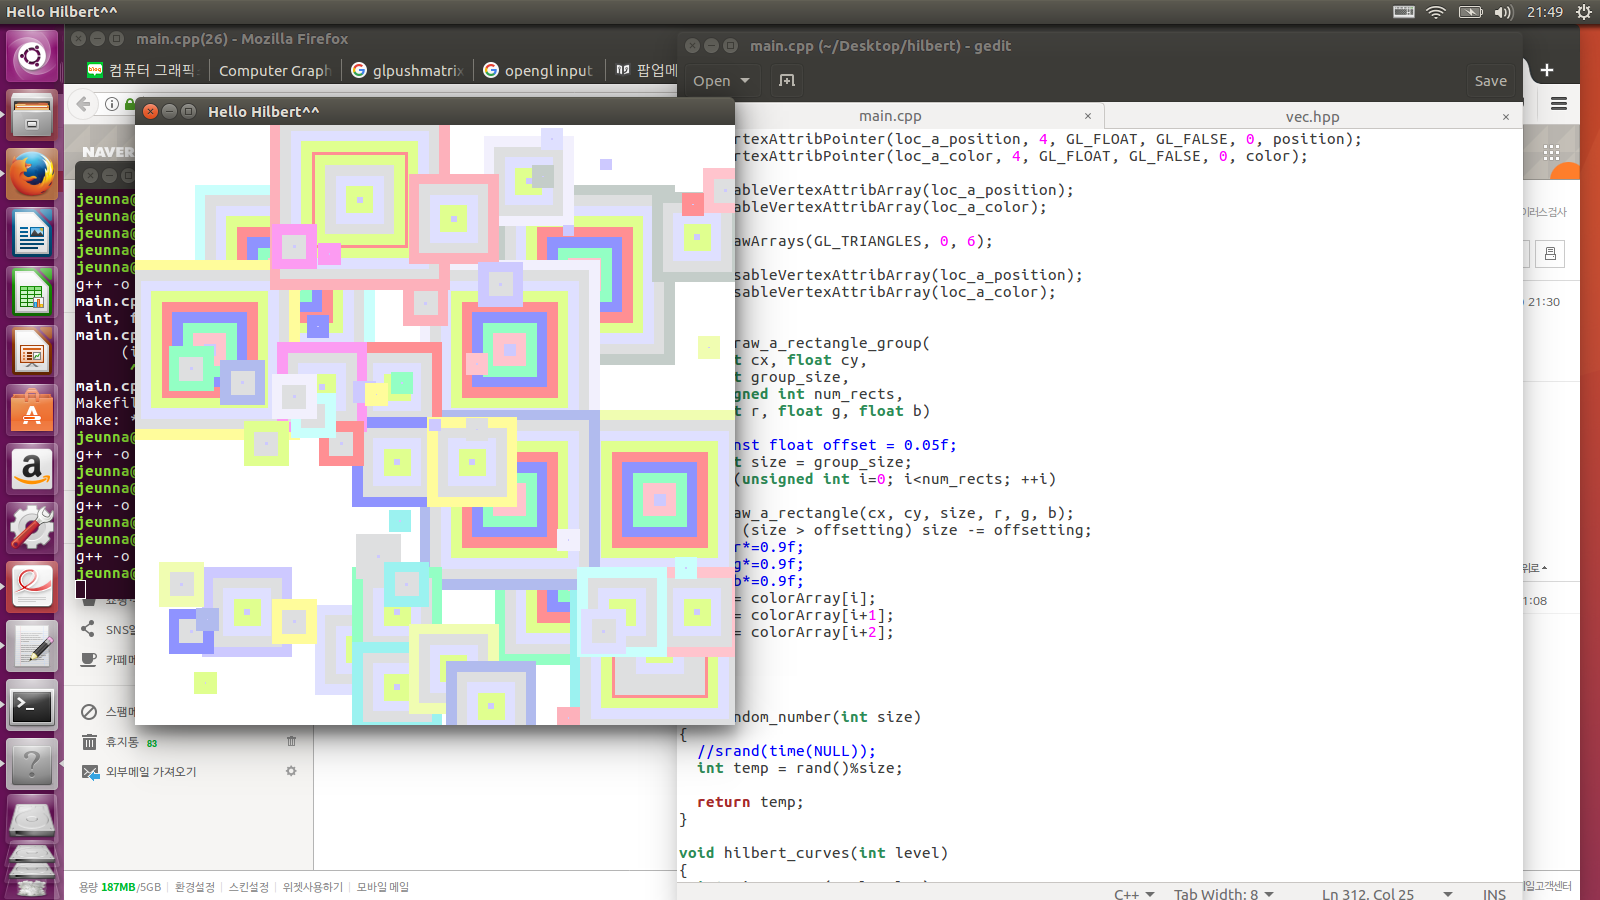 Hello Hilbert^^
21:49
main.cpp(26) - Mozilla Firefox
main.cpp (~/Desktop/hilbert) - gedit
컴퓨터 그래픽
Computer Graph
glpushmatrix
opengl input
팝업메
Open
Save
Hello Hilbert^^
main.cpp ×
vec.hpp ×
NAVER
rtexAttribPointer(loc_a_position, 4, GL_FLOAT, GL_FALSE, 0, position);
rtexAttribPointer(loc_a_color, 4, GL_FLOAT, GL_FALSE, 0, color);
ableVertexAttribArray(loc_a_position);
ableVertexAttribArray(loc_a_color);
awArrays(GL_TRIANGLES, 0, 6);
sableVertexAttribArray(loc_a_position);
sableVertexAttribArray(loc_a_color);
raw_a_rectangle_group(
t cx, float cy,
t group_size,
gned int num_rects,
t r, float g, float b)
nst float offset = 0.05f;
t size = group_size;
(unsigned int i=0; i<num_rects; ++i)
aw_a_rectangle(cx, cy, size, r, g, b);
(size > offsetting) size -= offsetting;
r*=0.9f;
g*=0.9f;
b*=0.9f;
= colorArray[i];
= colorArray[i+1];
= colorArray[i+2];
ndom_number(int size)
{
//srand(time(NULL));
int temp = rand()%size;
return temp;
}
void hilbert_curves(int level)
{
C++
Tab Width: 8
Ln 312, Col 25
INS
jeunna@
jeunna@
jeunna@
jeunna@
jeunna@
g++ -o
main.cp
int, f
main.cp
(i
^
main.cp
Makefil
make: *
jeunna@
g++ -o
jeunna@
g++ -o
jeunna@
jeunna@
g++ -o
jeunna@
SNS일
카페메
스팸메
휴지통 83
외부메일 가져오기
용량 187MB/5GB
환경설정
스킨설정
위젯사용하기
모바일 메일
이러스검사
21:30
위로
1:08
일고객센터